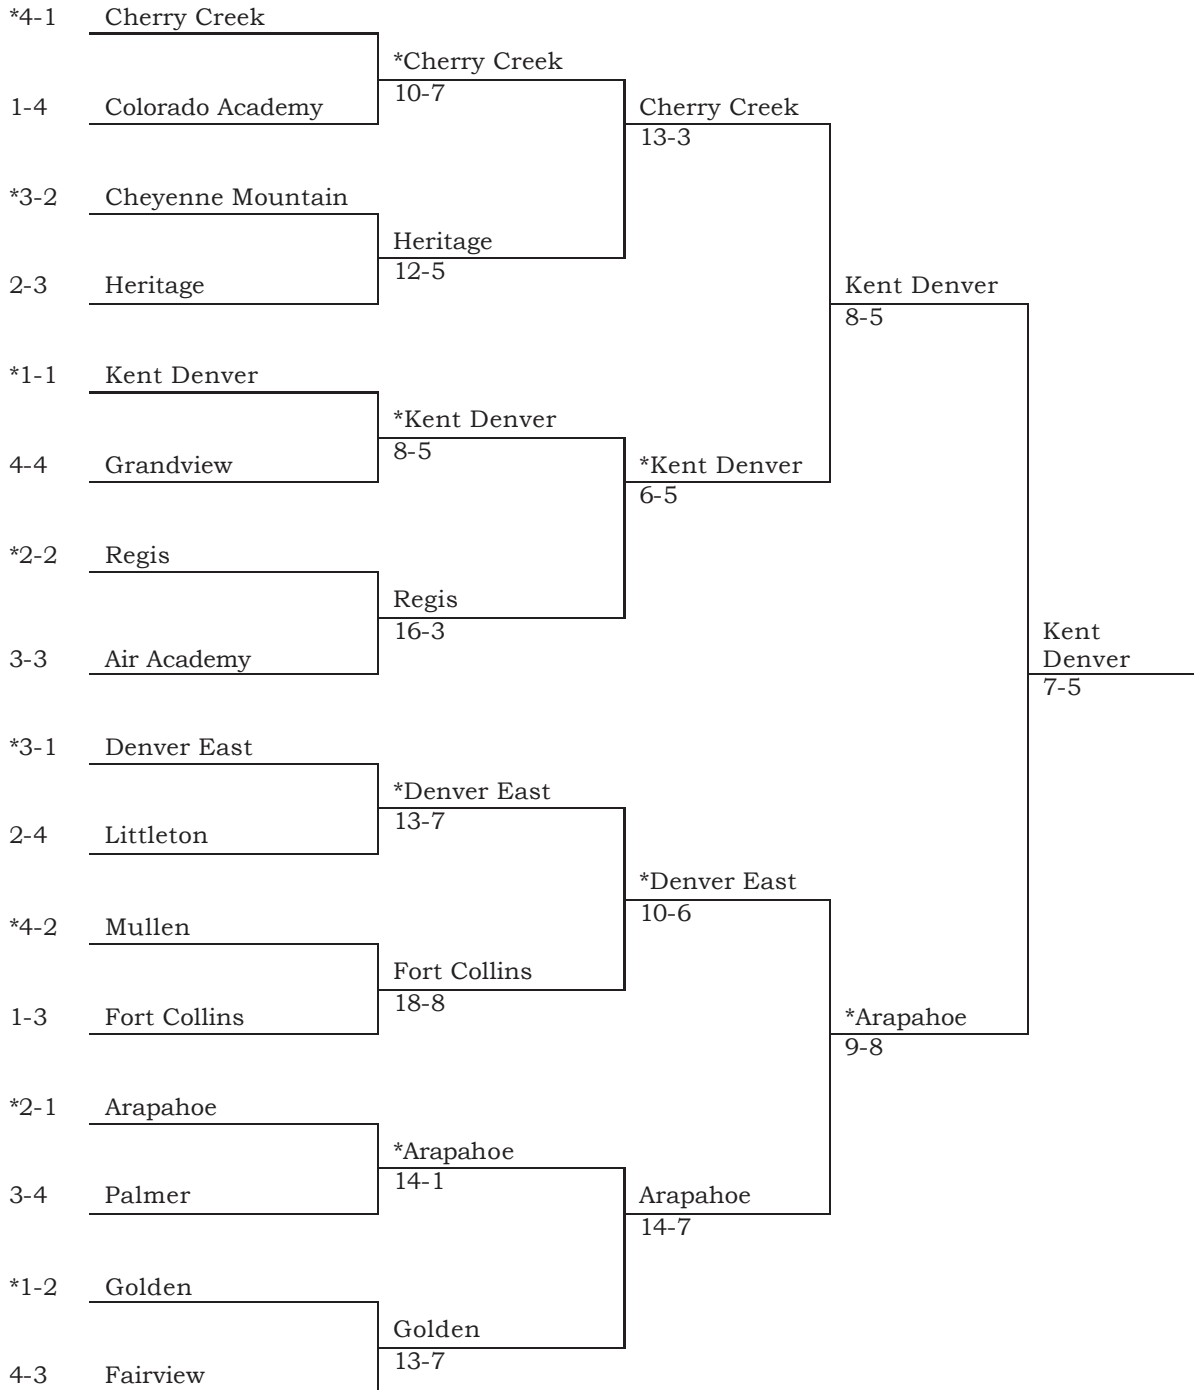 *4-1 Cherry Creek
*Cherry Creek
10-7
1-4 Colorado Academy
Cherry Creek
13-3
*3-2 Cheyenne Mountain
Heritage
12-5
2-3 Heritage
Kent Denver
8-5
*1-1 Kent Denver
*Kent Denver
8-5
4-4 Grandview
*Kent Denver
6-5
*2-2 Regis
Regis
16-3
3-3 Air Academy
Kent
Denver
7-5
*3-1 Denver East
*Denver East
13-7
2-4 Littleton
*Denver East
10-6
*4-2 Mullen
Fort Collins
18-8
1-3 Fort Collins
*Arapahoe
9-8
*2-1 Arapahoe
*Arapahoe
14-1
3-4 Palmer
Arapahoe
14-7
*1-2 Golden
Golden
13-7
4-3 Fairview